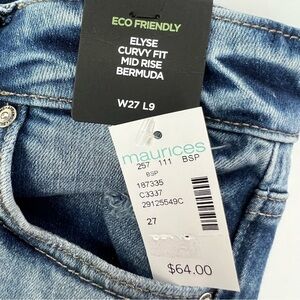 ECO FRIENDLY
ELYSE
CURVY FIT
MID RISE
BERMUDA
W27 L9
maurices
257 111 BSP
BSP
187335
C3337
29125549C
27
$64.00